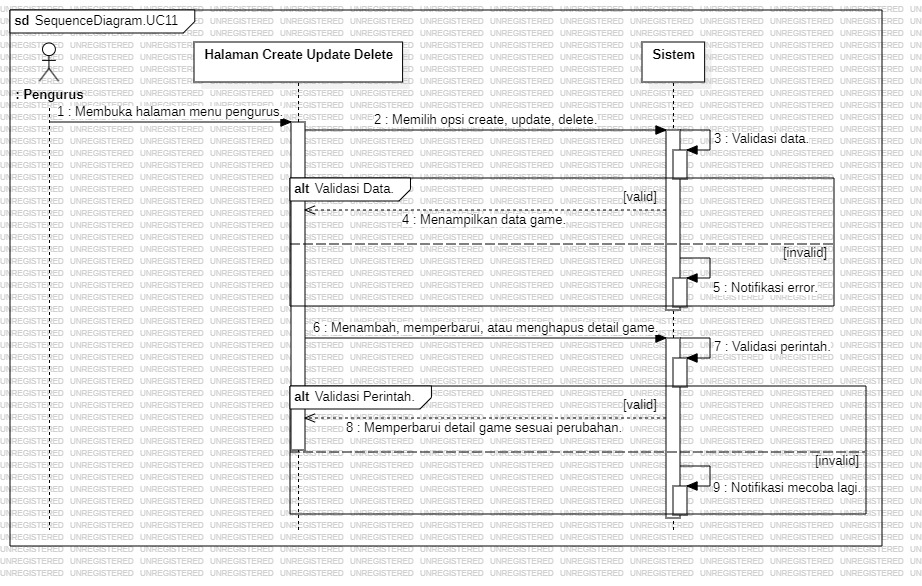 sd SequenceDiagram.UC11
Halaman Create Update Delete
Sistem
: Pengurus
1 : Membuka halaman menu pengurus.
2 : Memilih opsi create, update, delete.
3 : Validasi data.
alt Validasi Data.
[valid]
4 : Menampilkan data game.
[invalid]
5 : Notifikasi error.
6 : Menambah, memperbarui, atau menghapus detail game.
7 : Validasi perintah.
alt Validasi Perintah.
[valid]
8 : Memperbarui detail game sesuai perubahan.
[invalid]
9 : Notifikasi mecoba lagi.
UNREGISTERED